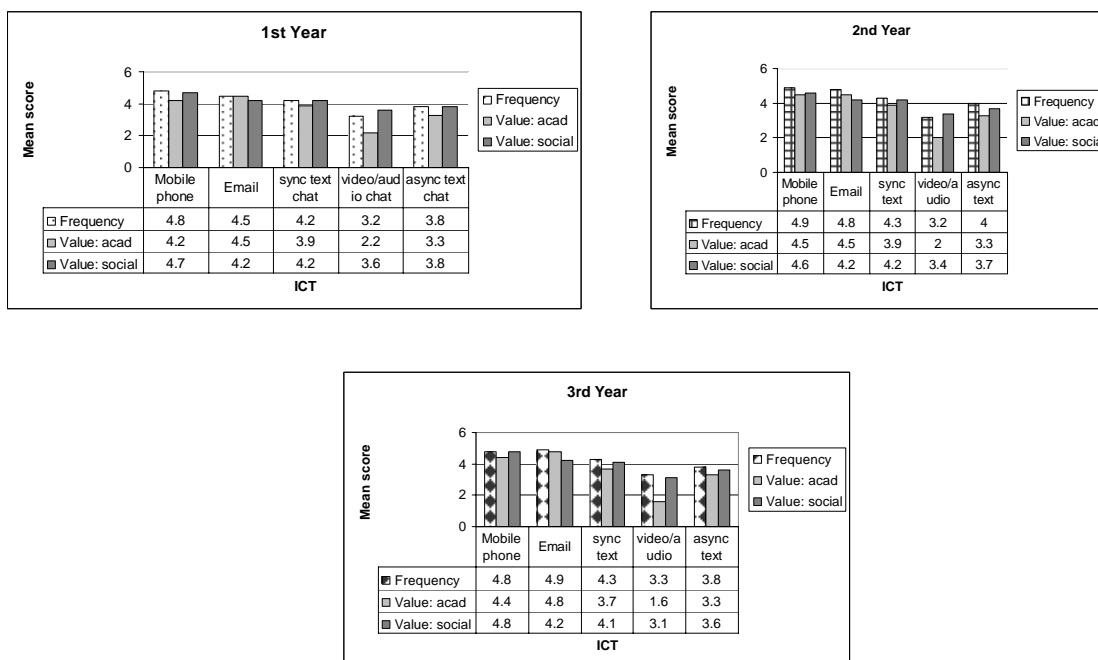 1st Year
Mean score
6
4
2
0
Frequency
Value: acad
Value: social
Mobile phone Email sync text chat video/aud io chat async text chat
Frequency 4.8 4.5 4.2 3.2 3.8
Value: acad 4.2 4.5 3.9 2.2 3.3
Value: social 4.7 4.2 4.2 3.6 3.8
ICT
2nd Year
Mean score
6
4
2
0
Frequency
Value: acad
Value: social
Mobile phone Email sync text video/a udio async text
Frequency 4.9 4.8 4.3 3.2 4
Value: acad 4.5 4.5 3.9 2 3.3
Value: social 4.6 4.2 4.2 3.4 3.7
ICT
3rd Year
Mean score
6
4
2
0
Frequency
Value: acad
Value: social
Mobile phone Email sync text video/a udio async text
Frequency 4.8 4.9 4.3 3.3 3.8
Value: acad 4.4 4.8 3.7 1.6 3.3
Value: social 4.8 4.2 4.1 3.1 3.6
ICT